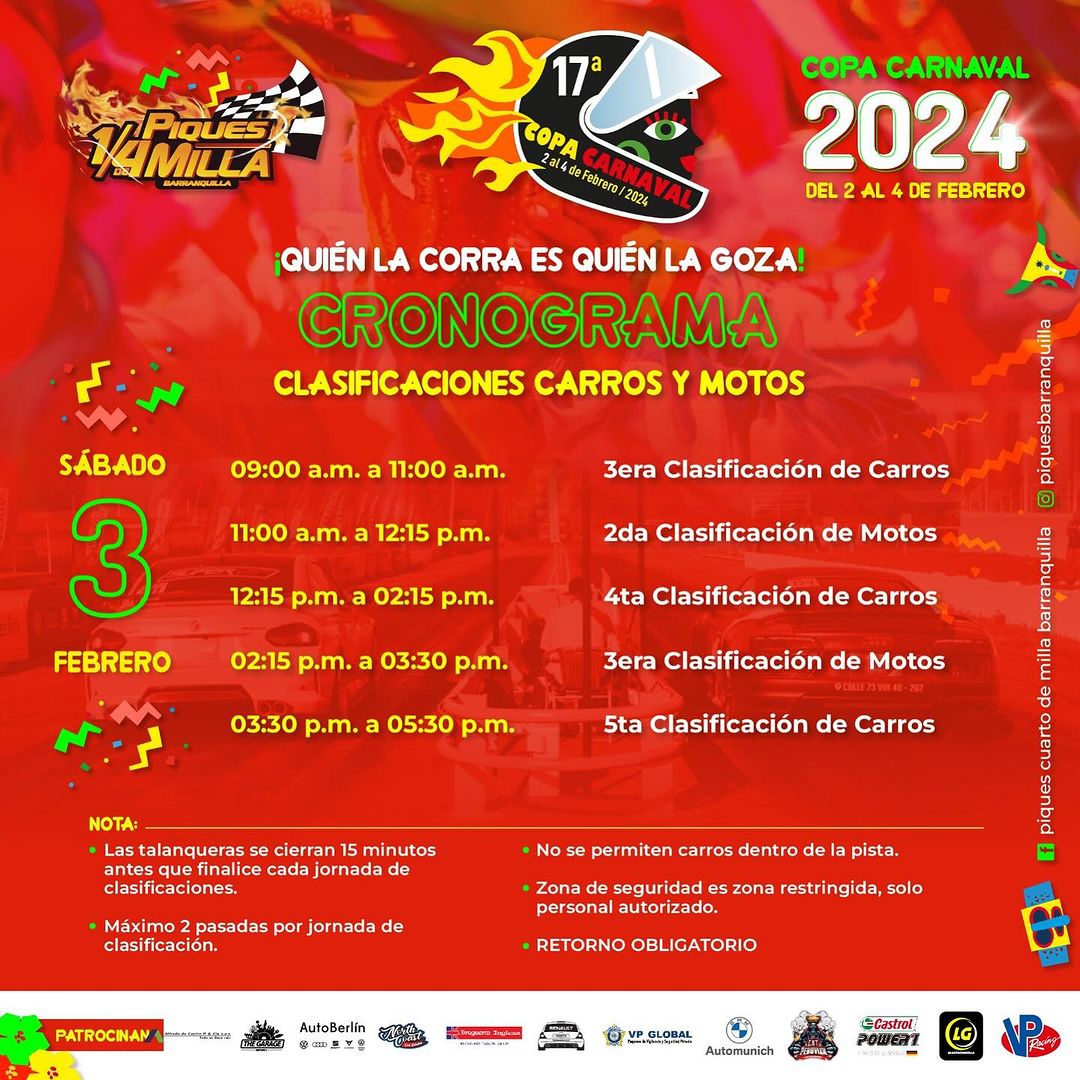 PIQUES
1/4 DE MILLA
BARRANQUILLA
17ª
COPA CARNAVAL
2 al 4 de Febrero / 2024
COPA CARNAVAL
2024
DEL 2 AL 4 DE FEBRERO
¡QUIÉN LA CORRA ES QUIÉN LA GOZA!
CRONOGRAMA
CLASIFICACIONES CARROS Y MOTOS
SÁBADO
3
FEBRERO
09:00 a.m. a 11:00 a.m. 3era Clasificación de Carros
11:00 a.m. a 12:15 p.m. 2da Clasificación de Motos
12:15 p.m. a 02:15 p.m. 4ta Clasificación de Carros
02:15 p.m. a 03:30 p.m. 3era Clasificación de Motos
03:30 p.m. a 05:30 p.m. 5ta Clasificación de Carros
CALLE 73 VIA 40 - 267
piquesbarranquilla
piques cuarto de milla barranquilla
NOTA:
• Las talanqueras se cierran 15 minutos
antes que finalice cada jornada de
clasificaciones.
• Máximo 2 pasadas por jornada de
clasificación.
• No se permiten carros dentro de la pista.
• Zona de seguridad es zona restringida, solo
personal autorizado.
• RETORNO OBLIGATORIO
PATROCINAN
THE GARAGE
AutoBerlín
North Coast
Droguería Inglesa
RENAULT
VP GLOBAL
Automunich
Castrol
POWER1
LG
VP
Racing